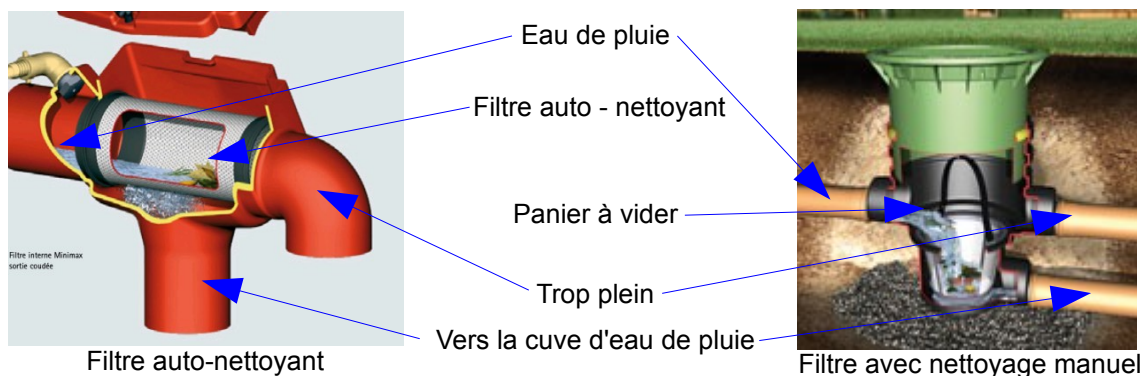 Eau de pluie
Filtre auto - nettoyant
Panier à vider
Filtre interne Minimax
sortie coudée
Trop plein
Vers la cuve d'eau de pluie
Filtre auto-nettoyant
Filtre avec nettoyage manuel